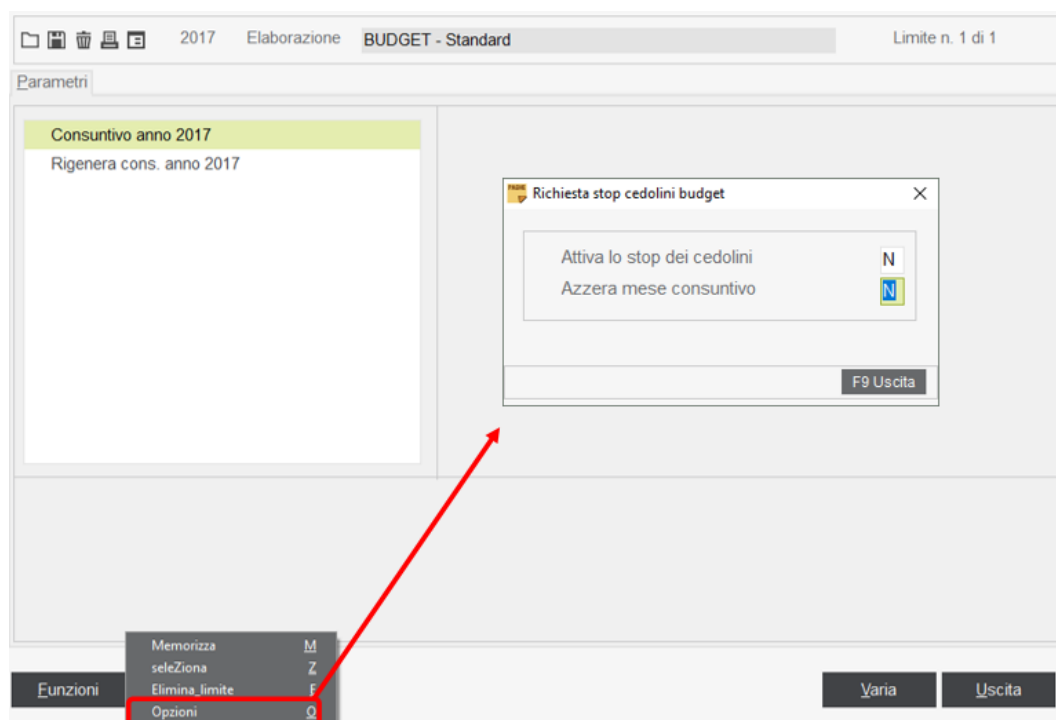 2017 Elaborazione BUDGET - Standard Limite n. 1 di 1
Parametri
Consuntivo anno 2017
Rigenera cons. anno 2017
Richiesta stop cedolini budget
Attiva lo stop dei cedolini N
Azzera mese consuntivo N
F9 Uscita
Memorizza M
seleZiona Z
Elimina_limite
Opzioni O
Funzioni
Varia Uscita